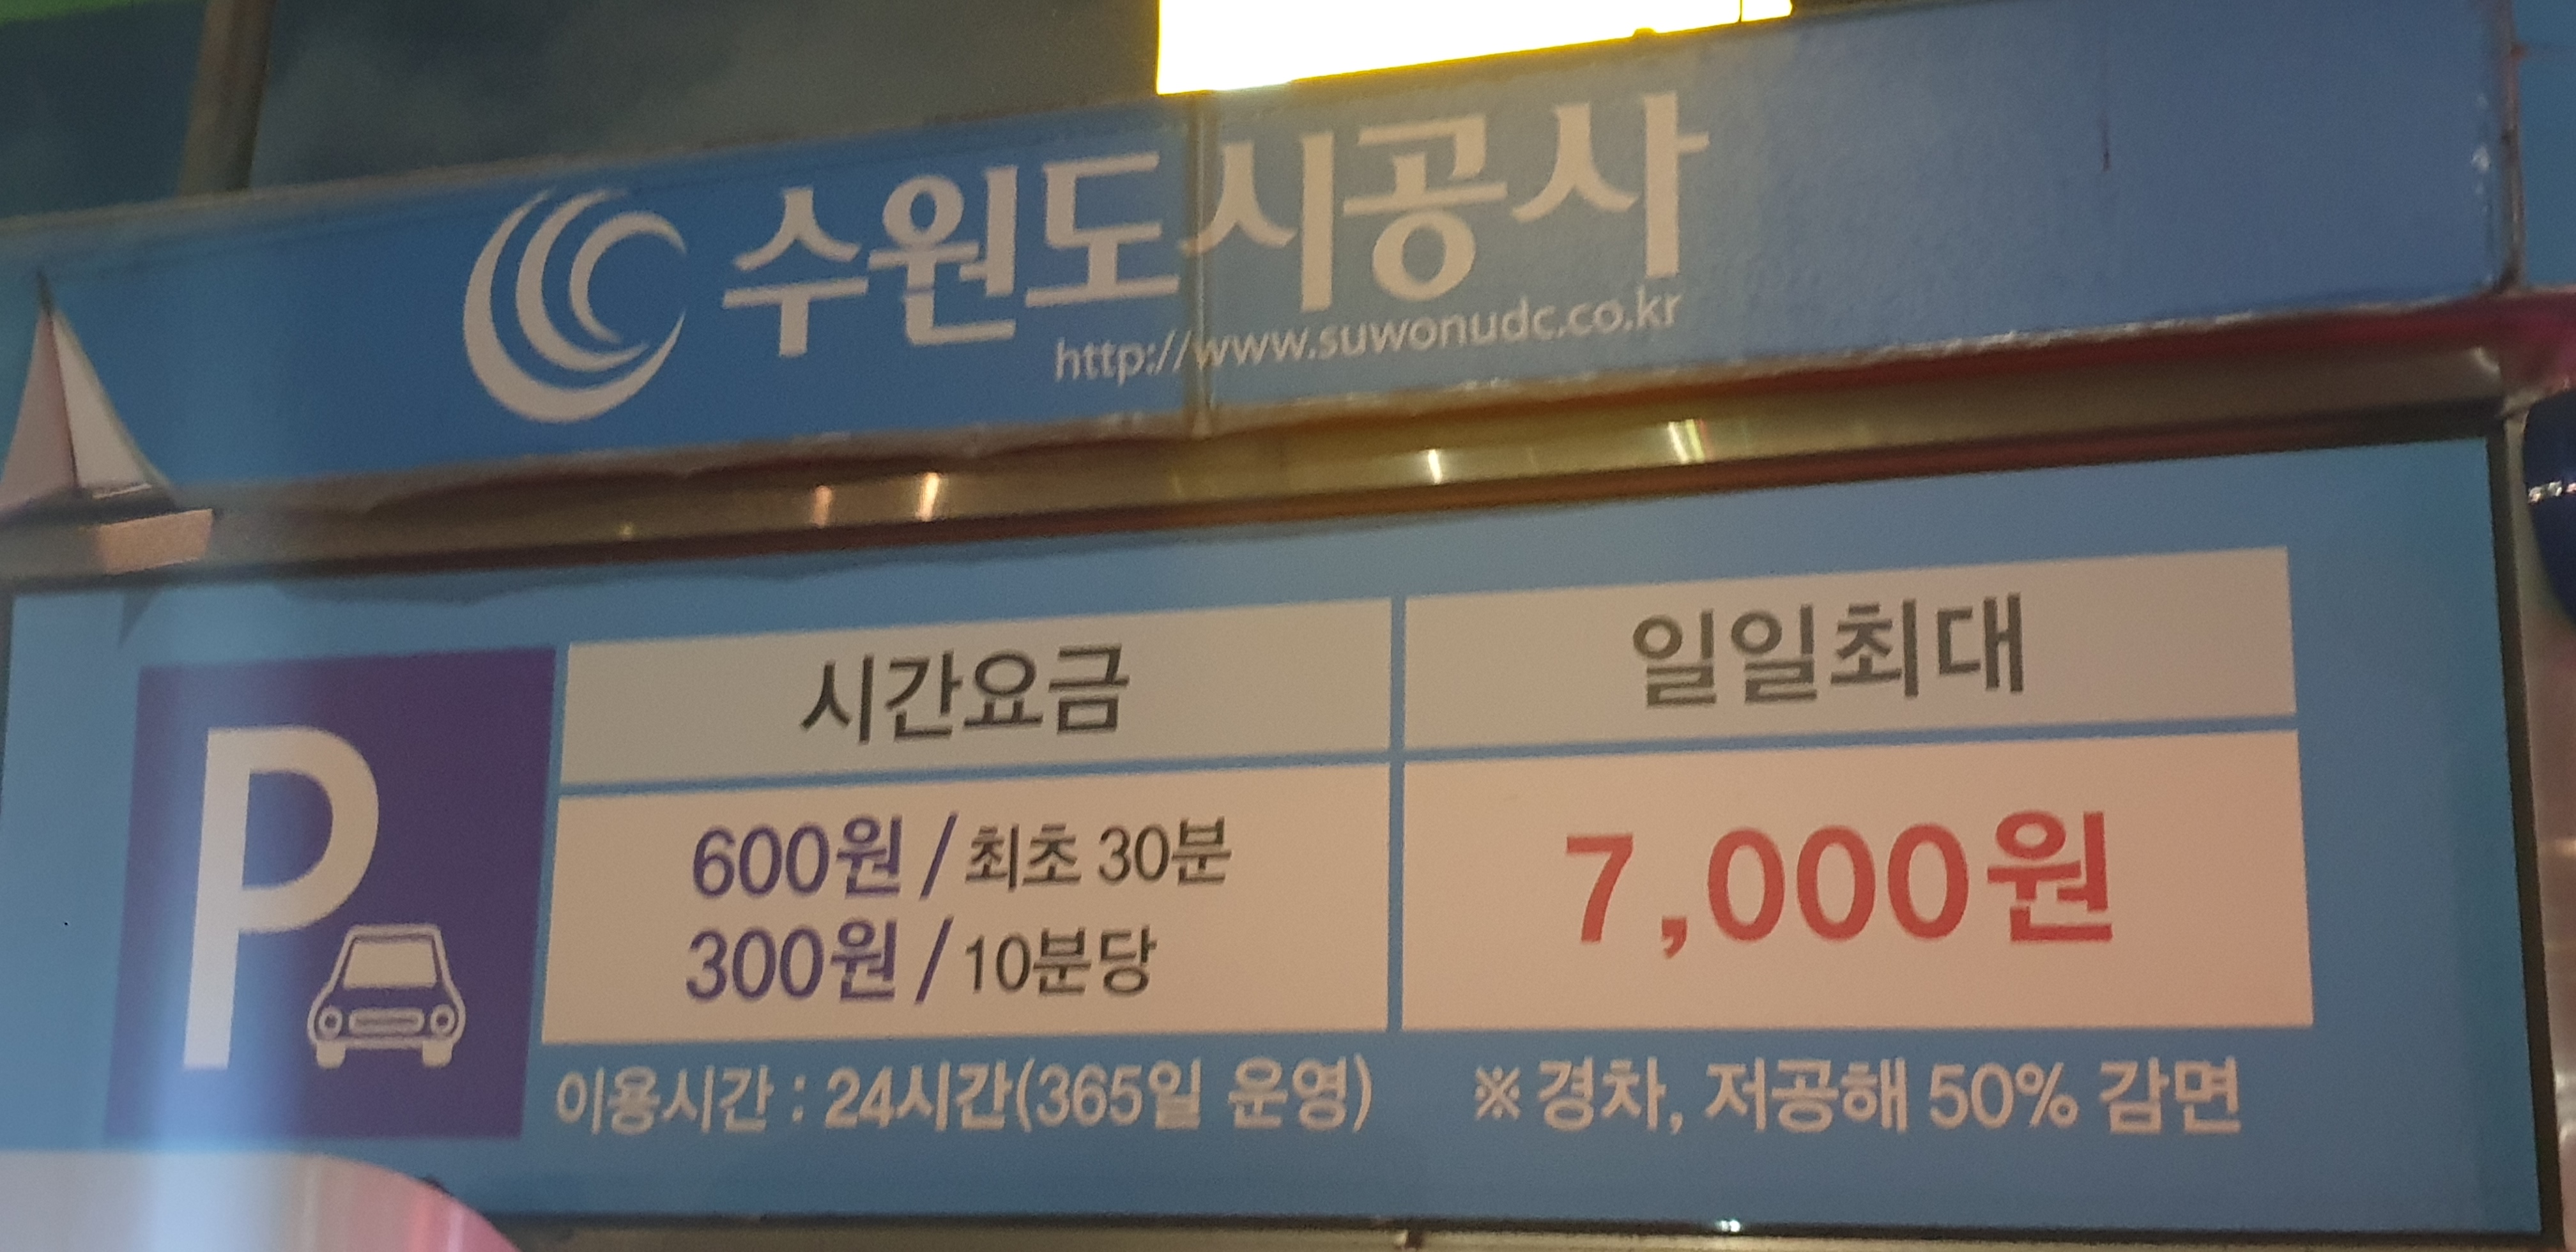 수원도시공사
http://www.suwonudc.co.kr
P
시간요금
일일최대
600원/최초 30분
300원/10분당
7,000원
이용시간 : 24시간(365일 운영)
※경차, 저공해 50% 감면